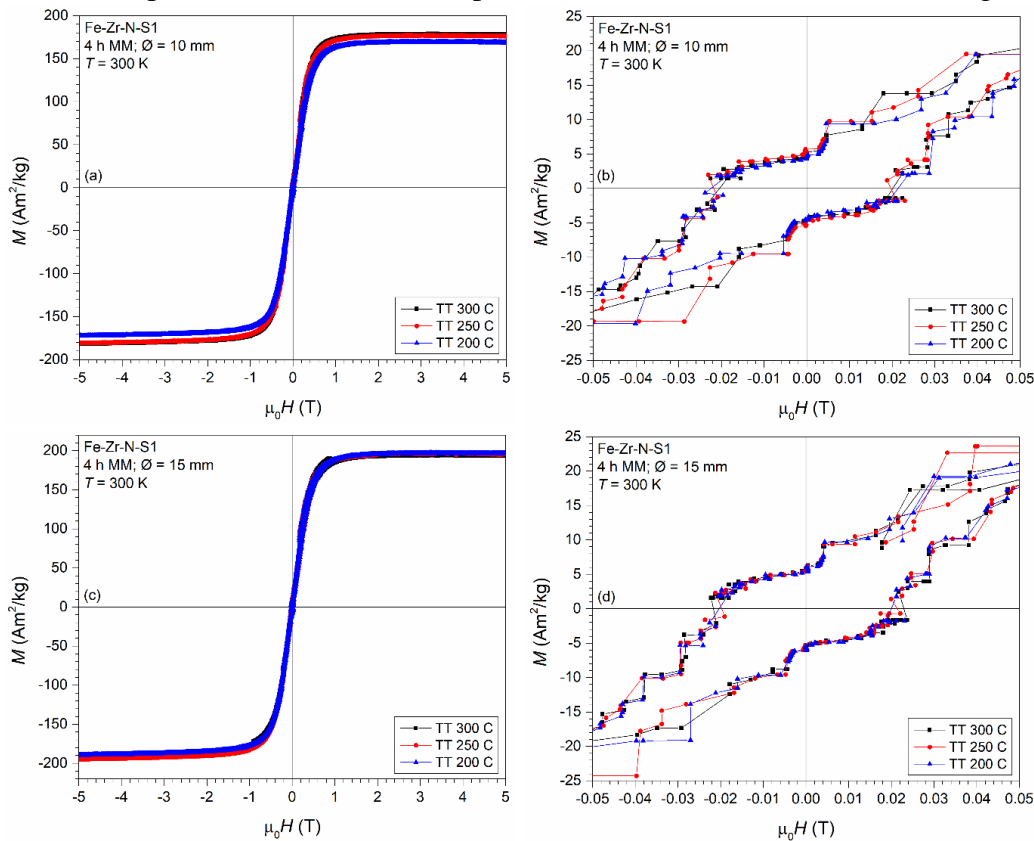 Fe-Zr-N-S1
4 h MM; Ø = 10 mm
T = 300 K
(a)
200
150
100
50
0
-50
-100
-150
-200
M (Am²/kg)
TT 300 C
TT 250 C
TT 200 C
-5 -4 -3 -2 -1 0 1 2 3 4 5
μ₀H (T)
Fe-Zr-N-S1
4 h MM; Ø = 10 mm
T = 300 K
(b)
25
20
15
10
5
0
-5
-10
-15
-20
-25
M (Am²/kg)
TT 300 C
TT 250 C
TT 200 C
-0.05 -0.04 -0.03 -0.02 -0.01 0.00 0.01 0.02 0.03 0.04 0.05
μ₀H (T)
Fe-Zr-N-S1
4 h MM; Ø = 15 mm
T = 300 K
(c)
200
150
100
50
0
-50
-100
-150
-200
M (Am²/kg)
TT 300 C
TT 250 C
TT 200 C
-5 -4 -3 -2 -1 0 1 2 3 4 5
μ₀H (T)
Fe-Zr-N-S1
4 h MM; Ø = 15 mm
T = 300 K
(d)
25
20
15
10
5
0
-5
-10
-15
-20
-25
M (Am²/kg)
TT 300 C
TT 250 C
TT 200 C
-0.05 -0.04 -0.03 -0.02 -0.01 0.00 0.01 0.02 0.03 0.04 0.05
μ₀H (T)